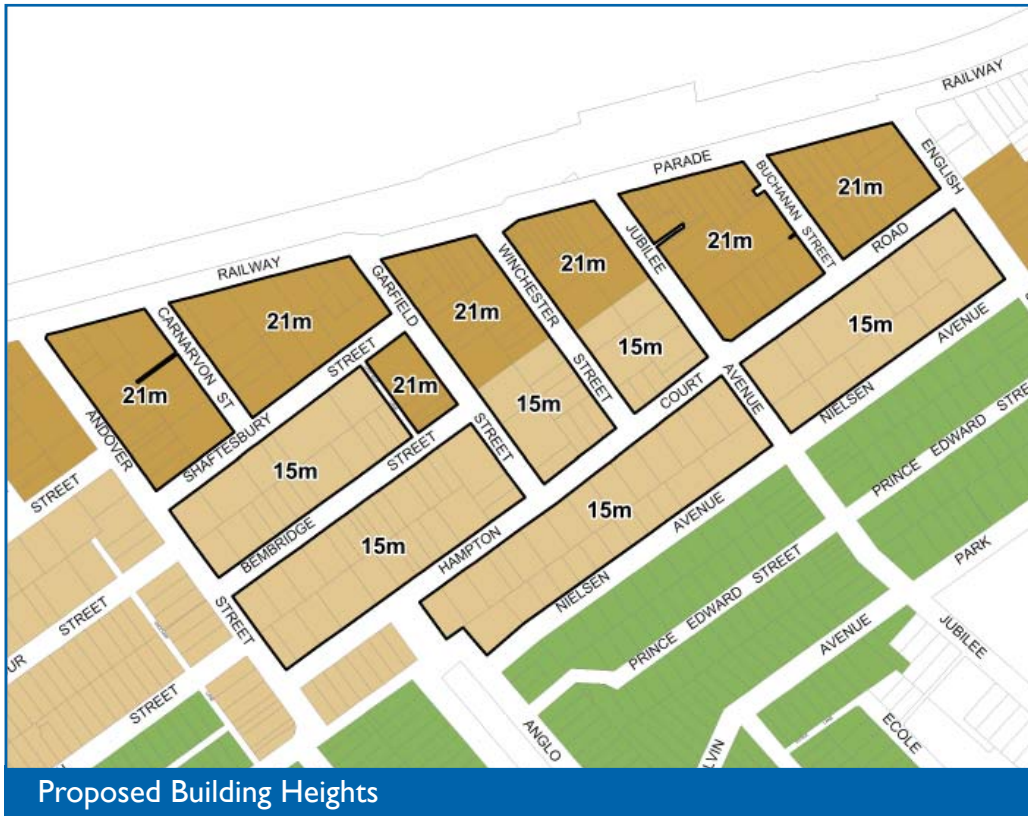 RAILWAY
PARADE
ENGLISH
BUCHANAN
STREET
21m
ROAD
JUBILEE
21m
WINCHESTER
21m
RAILWAY
GARFIELD
21m
CARNARVON ST
21m
15m
AVENUE
NIELSEN
STREET
21m
21m
15m
STREET
15m
COURT
AVENUE
PRINCE EDWARD STREE
ANDOVER
SHAFTESBURY
STREET
STREET
15m
STREET
15m
AVENUE
PARK
BEMBRIDGE
15m
HAMPTON
NIELSEN
STREET
PRINCE EDWARD STREET
AVENUE
JUBILEE
STREET
UR
STREET
ANGLO
LVIN
ECOLE
Proposed Building Heights